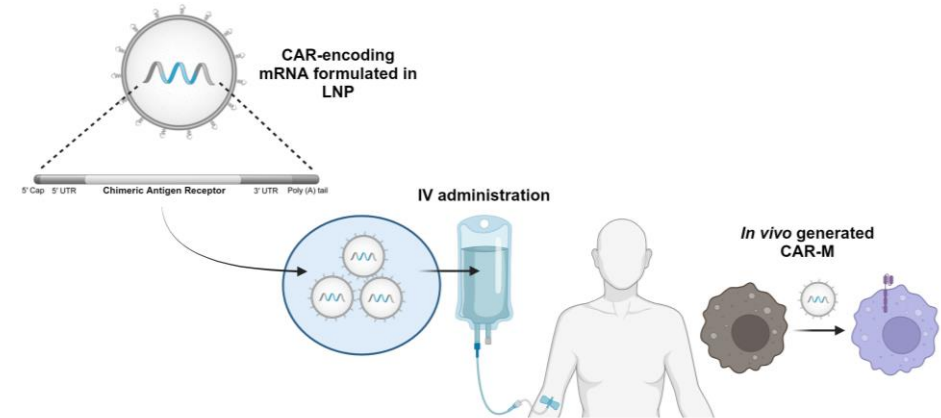 CAR-encoding
mRNA formulated in
LNP
5' Cap 5' UTR Chimeric Antigen Receptor 3' UTR Poly (A) tail
IV administration
In vivo generated
CAR-M